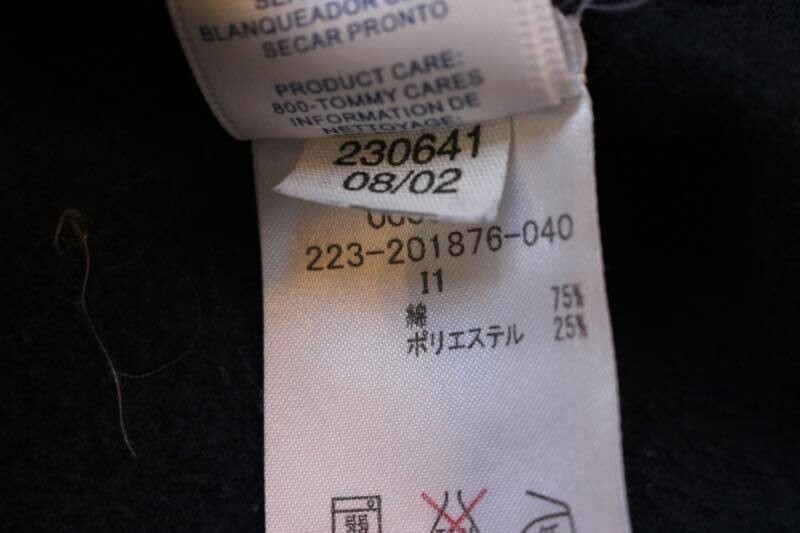 BLANQUEADOR
SECAR PRONTO
PRODUCT CARE:
800-TOMMY CARES
INFORMATION DE
NETTOYAGE:
230641
08/02
223-201876-040
I1
綿 75%
ポリエステル 25%
弱